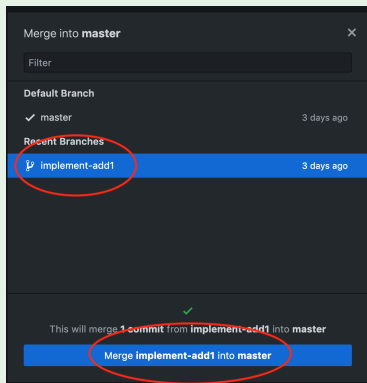 Merge into master
Filter
Default Branch
master 3 days ago
Recent Branches
implement-add1 3 days ago
This will merge 1 commit from implement-add1 into master
Merge implement-add1 into master